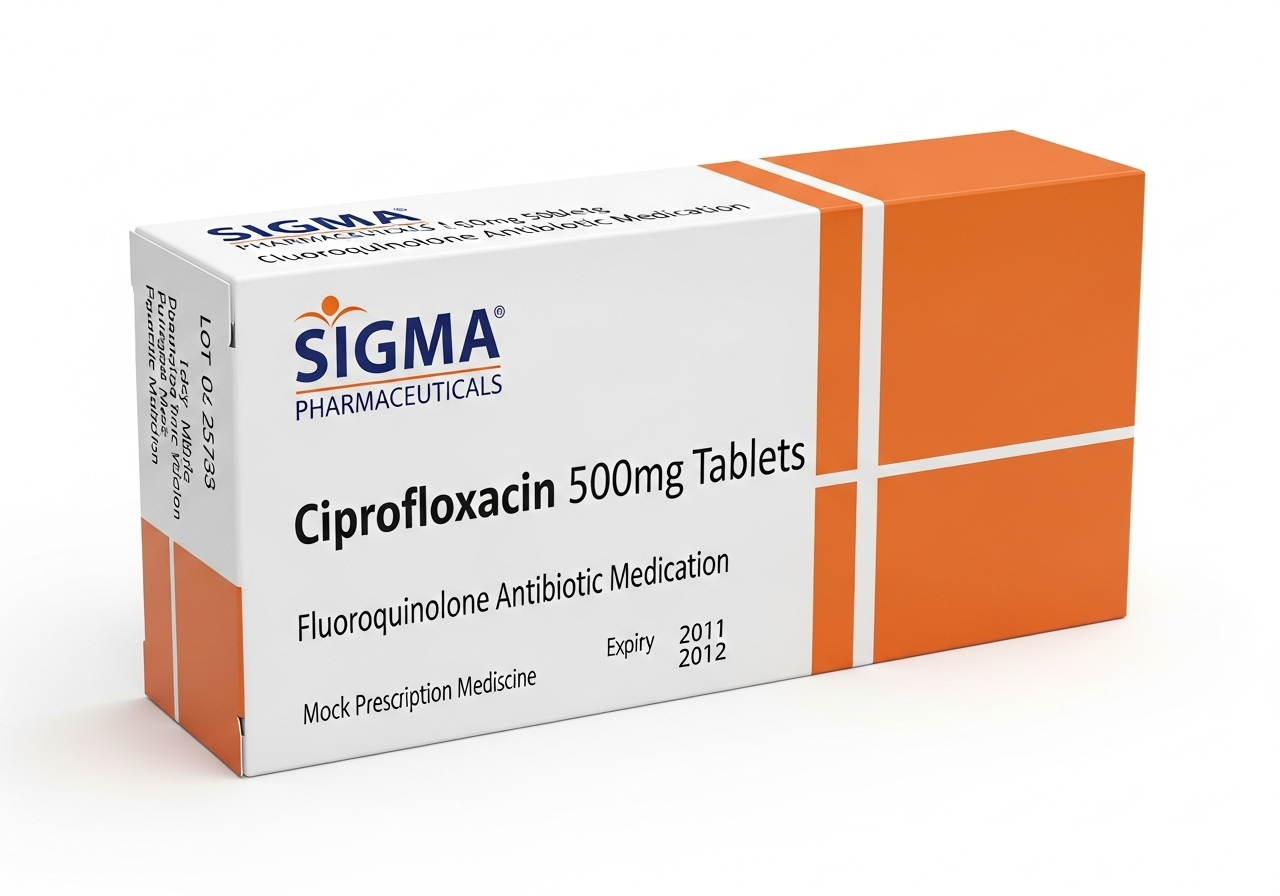 SIGMA®
PHARMACEUTICALS
Fluoroquinolone Antibiotic Medication
SIGMA®
PHARMACEUTICALS
Ciprofloxacin 500mg Tablets
Fluoroquinolone Antibiotic Medication
Expiry 2011
2012
Mock Prescription Mediscine
LOT 25733